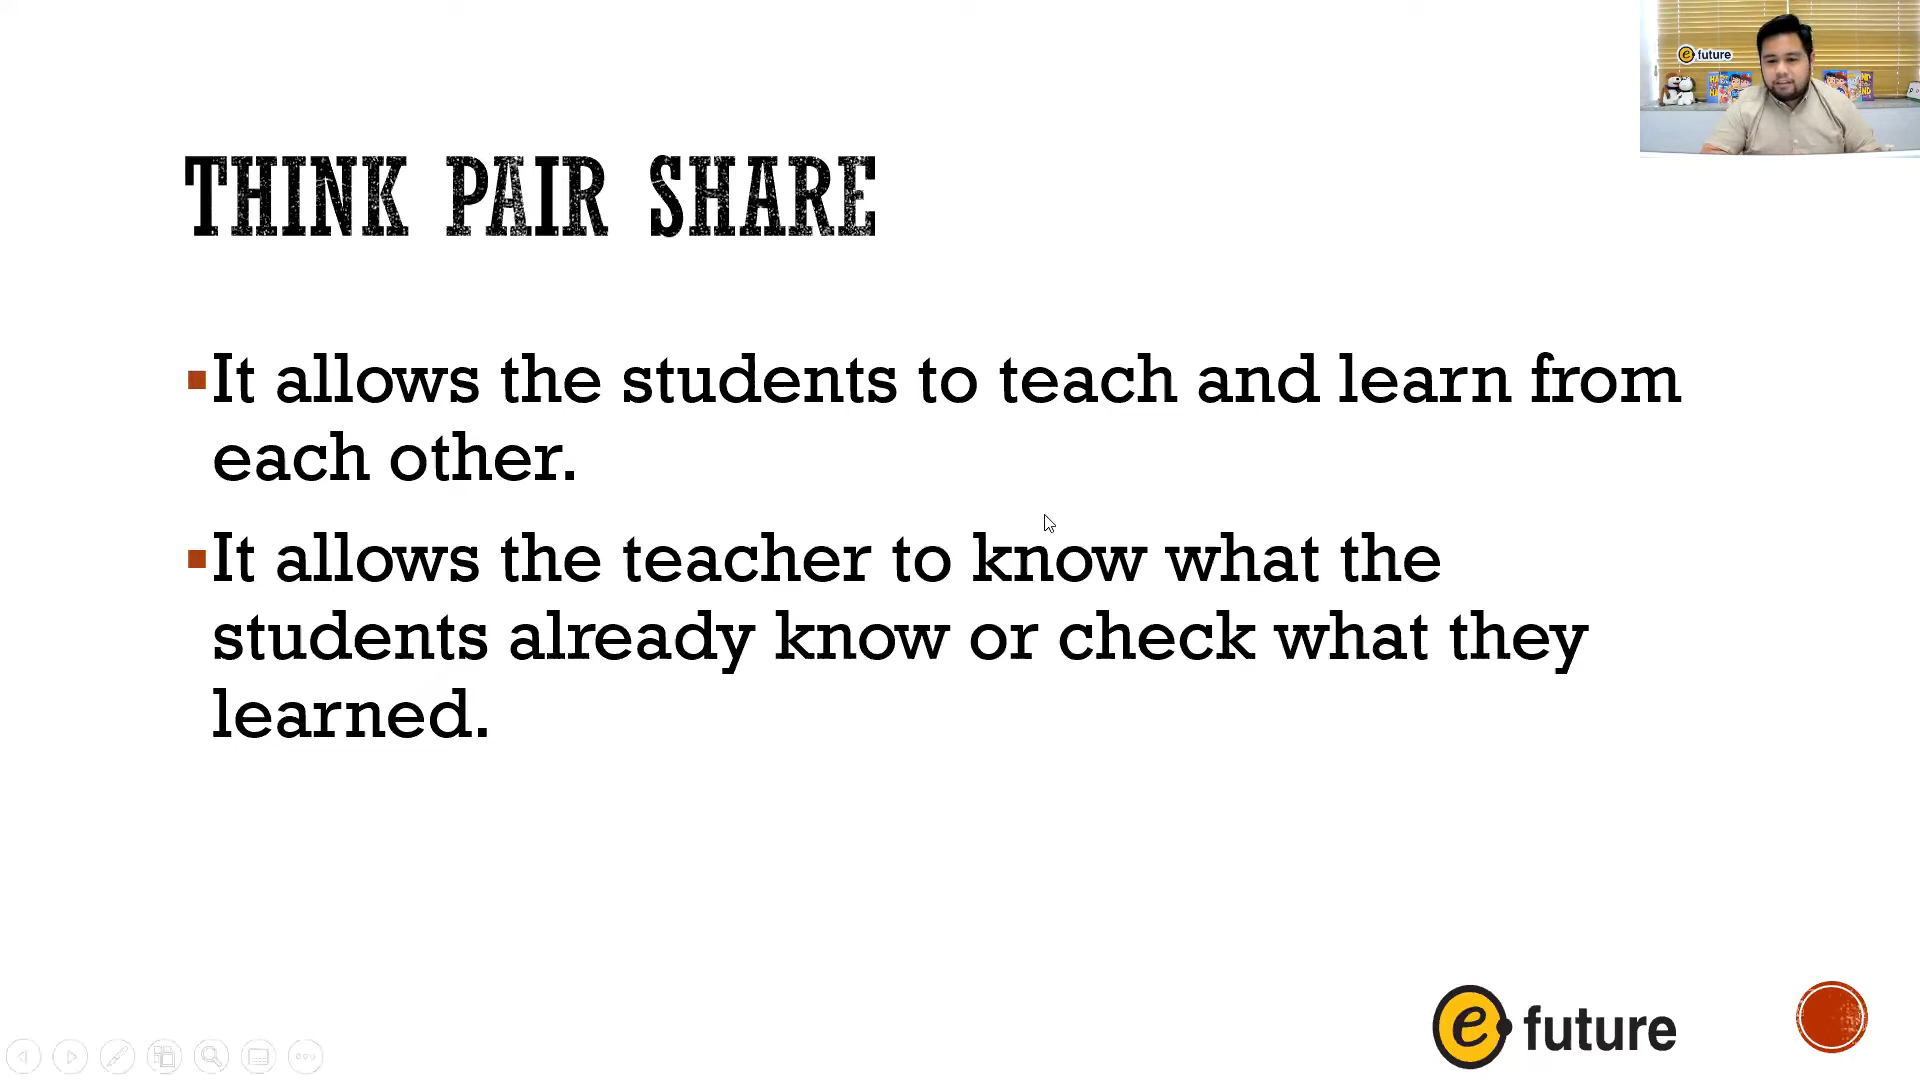 e future
THINK PAIR SHARE
▪It allows the students to teach and learn from
each other.
▪It allows the teacher to know what the
students already know or check what they
learned.
e future